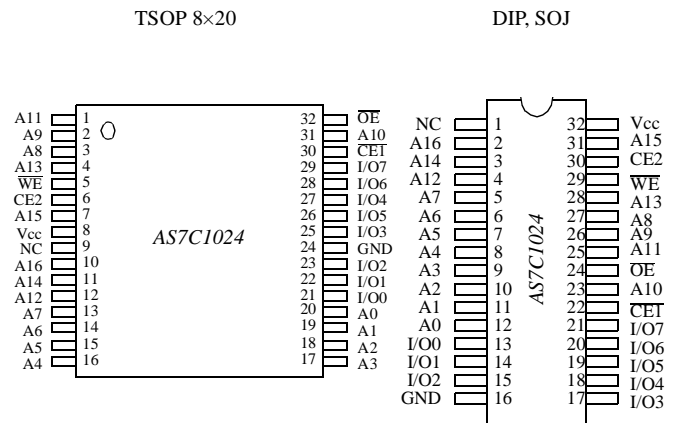 TSOP 8×20
A11 1 32 OE
A9 2 31 A10
A8 3 30 CE1
A13 4 29 I/O7
WE 5 28 I/O6
CE2 6 27 I/O4
A15 7 26 I/O5
Vcc 8 25 I/O3
AS7C1024
NC 9 24 GND
A16 10 23 I/O2
A14 11 22 I/O1
A12 12 21 I/O0
A7 13 20 A0
A6 14 19 A1
A5 15 18 A2
A4 16 17 A3
DIP, SOJ
NC 1 32 Vcc
A16 2 31 A15
A14 3 30 CE2
A12 4 29 WE
A7 5 28 A13
A6 6 27 A8
A5 7 26 A9
A4 8 25 A11
AS7C1024
A3 9 24 OE
A2 10 23 A10
A1 11 22 CE1
A0 12 21 I/O7
I/O0 13 20 I/O6
I/O1 14 19 I/O5
I/O2 15 18 I/O4
GND 16 17 I/O3